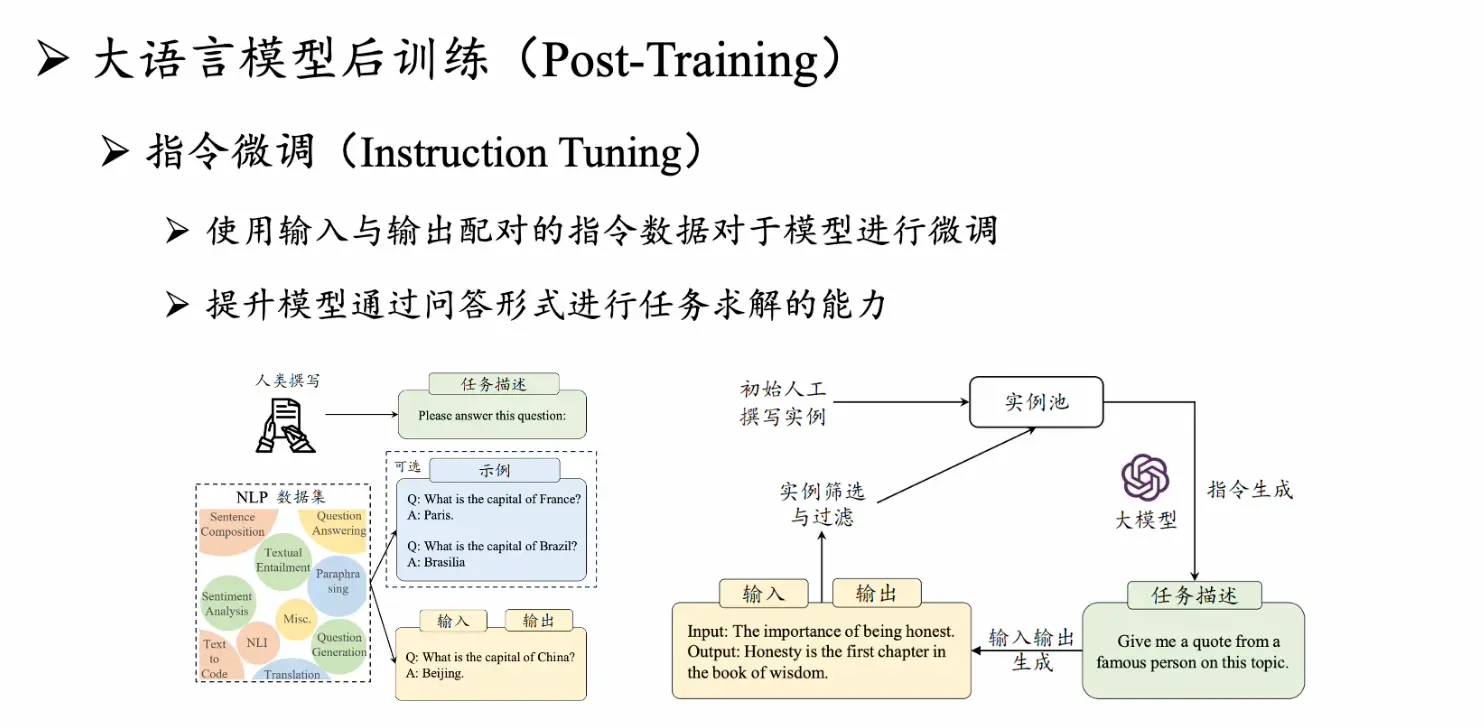 大语言模型后训练（Post-Training）
指令微调（Instruction Tuning）
使用输入与输出配对的指令数据对于模型进行微调
提升模型通过问答形式进行任务求解的能力
人类撰写
任务描述
Please answer this question:
可选
示例
Q: What is the capital of France?
A: Paris.
Q: What is the capital of Brazil?
A: Brasilia
NLP 数据集
Sentence
Composition
Question
Answering
Textual
Entailment
Paraphra
sing
Sentiment
Analysis
Misc.
NLI
Question
Generation
Text
to
Code
Translation
输入
输出
Q: What is the capital of China?
A: Beijing.
初始人工
撰写实例
实例池
实例筛选
与过滤
大模型
指令生成
输入
输出
Input: The importance of being honest.
Output: Honesty is the first chapter in
the book of wisdom.
输入输出
生成
任务描述
Give me a quote from a
famous person on this topic.